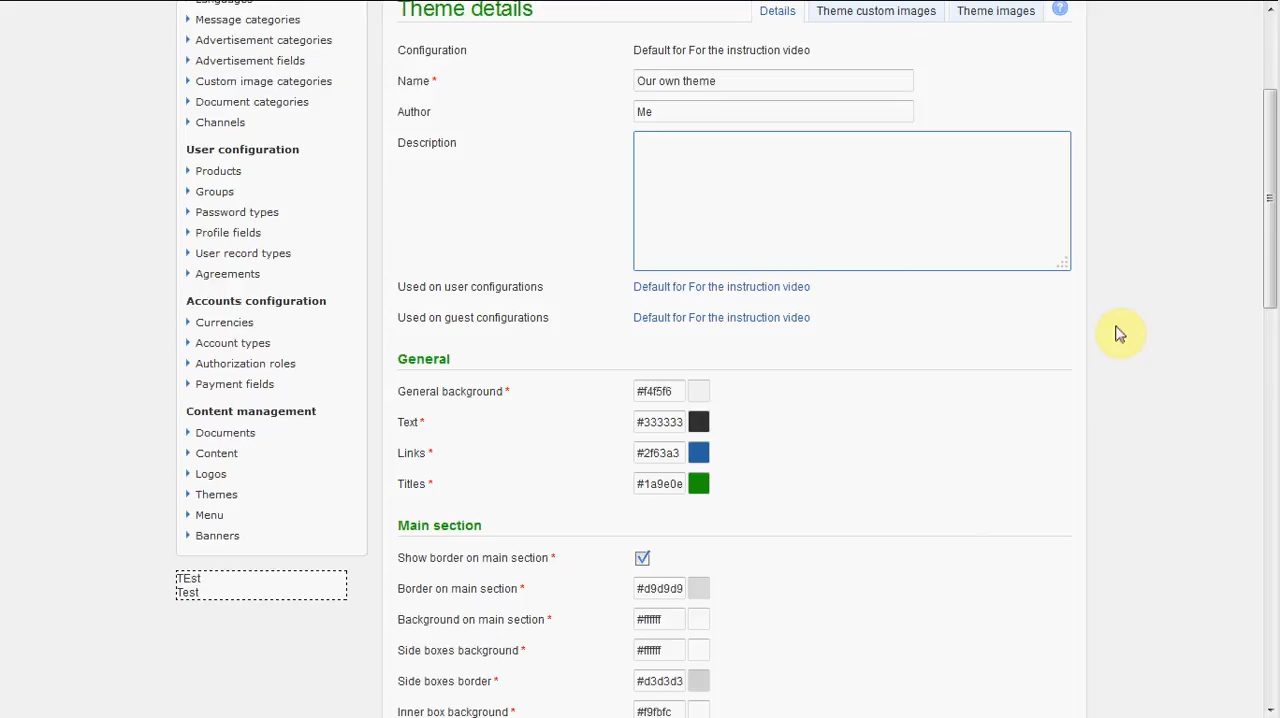 Languages
Message categories
Advertisement categories
Advertisement fields
Custom image categories
Document categories
Channels
User configuration
Products
Groups
Password types
Profile fields
User record types
Agreements
Accounts configuration
Currencies
Account types
Authorization roles
Payment fields
Content management
Documents
Content
Logos
Themes
Menu
Banners
TEst
Test
Theme details
Details
Theme custom images
Theme images
?
Configuration Default for For the instruction video
Name * Our own theme
Author Me
Description
Used on user configurations Default for For the instruction video
Used on guest configurations Default for For the instruction video
General
General background * #f4f5f6
Text * #333333
Links * #2f63a3
Titles * #1a9e0e
Main section
Show border on main section *
Border on main section * #d9d9d9
Background on main section * #ffffff
Side boxes background * #ffffff
Side boxes border * #d3d3d3
Inner box background * #f9fbfc